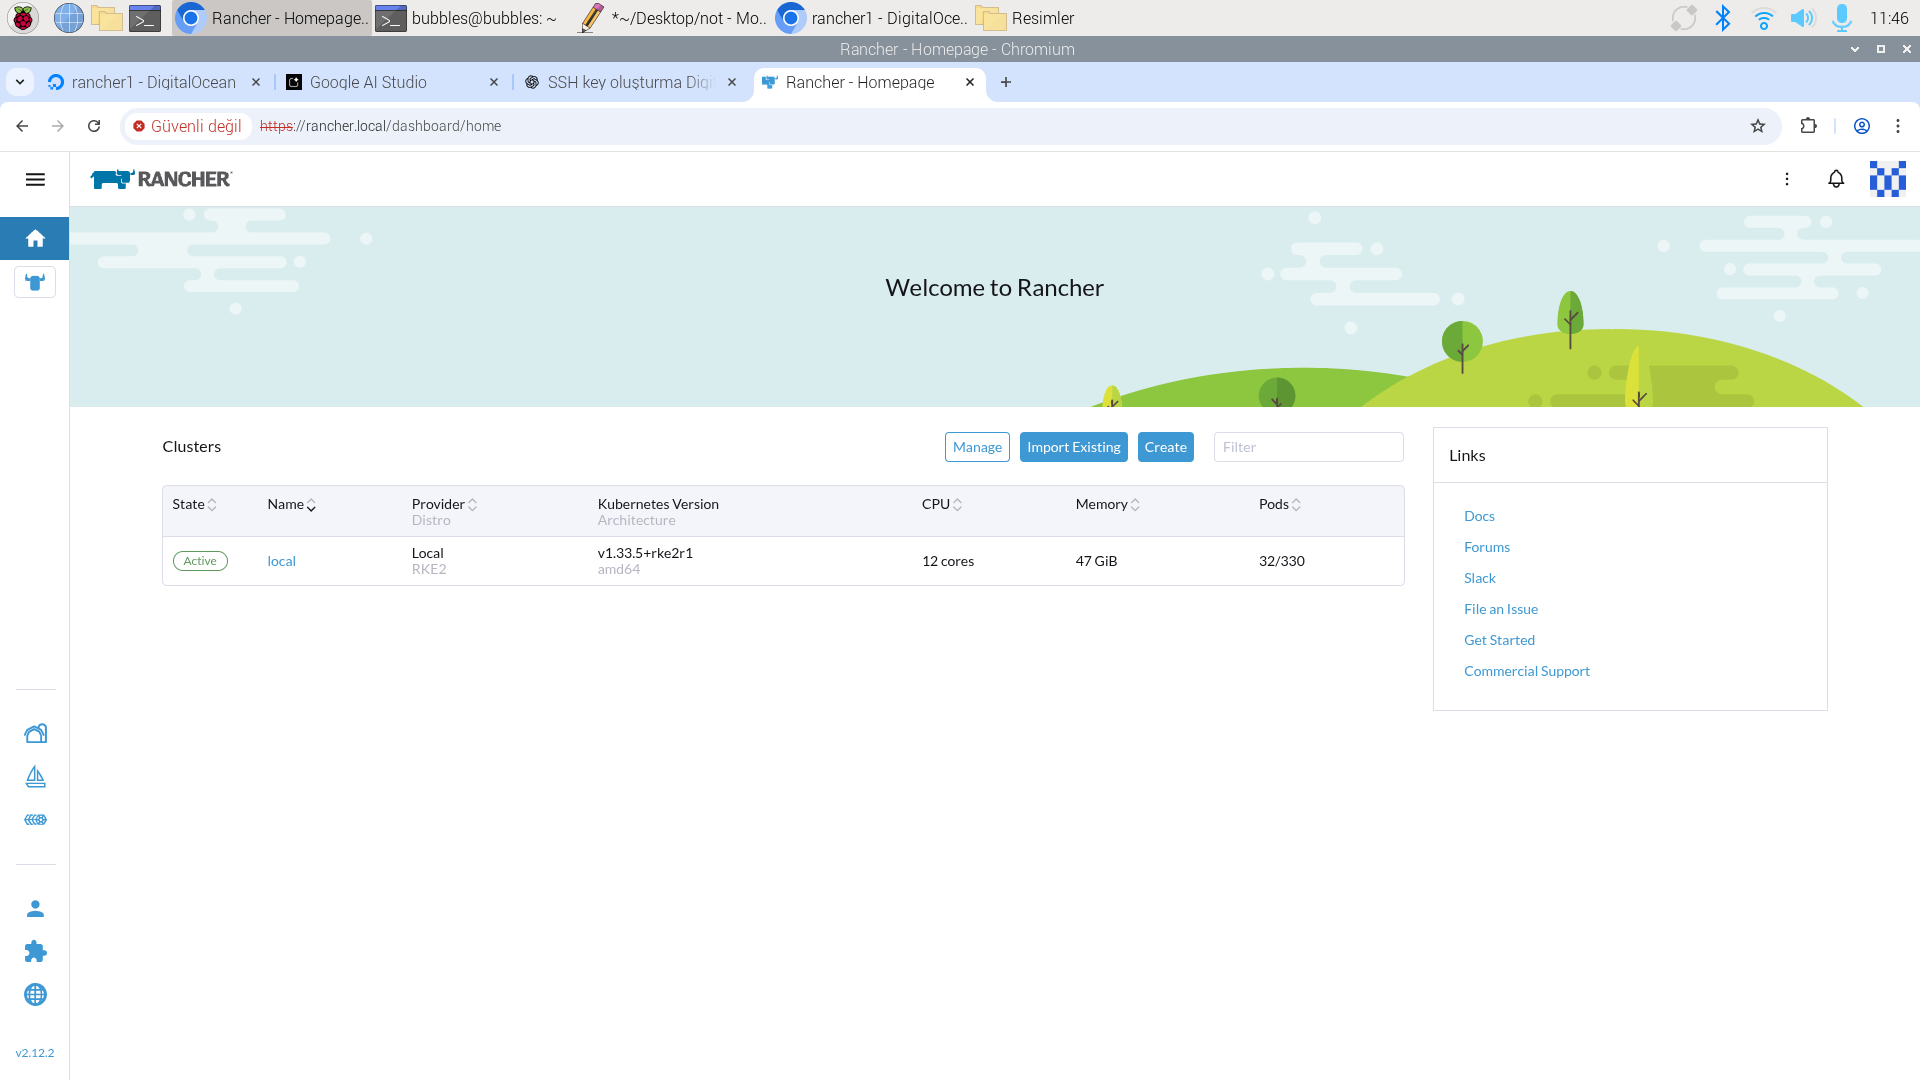 Rancher - Homepage..
bubbles@bubbles: ~
*~/Desktop/not - Mo..
rancher1 - DigitalOce..
Resimler
11:46
Rancher - Homepage - Chromium
rancher1 - DigitalOcean
Google AI Studio
SSH key oluşturma Digi
Rancher - Homepage
Güvenli değil
https://rancher.local/dashboard/home
RANCHER
Welcome to Rancher
Clusters
Manage
Import Existing
Create
Filter
State
Name
Provider
Distro
Kubernetes Version
Architecture
CPU
Memory
Pods
Active
local
Local
RKE2
v1.33.5+rke2r1
amd64
12 cores
47 GiB
32/330
Links
Docs
Forums
Slack
File an Issue
Get Started
Commercial Support
v2.12.2